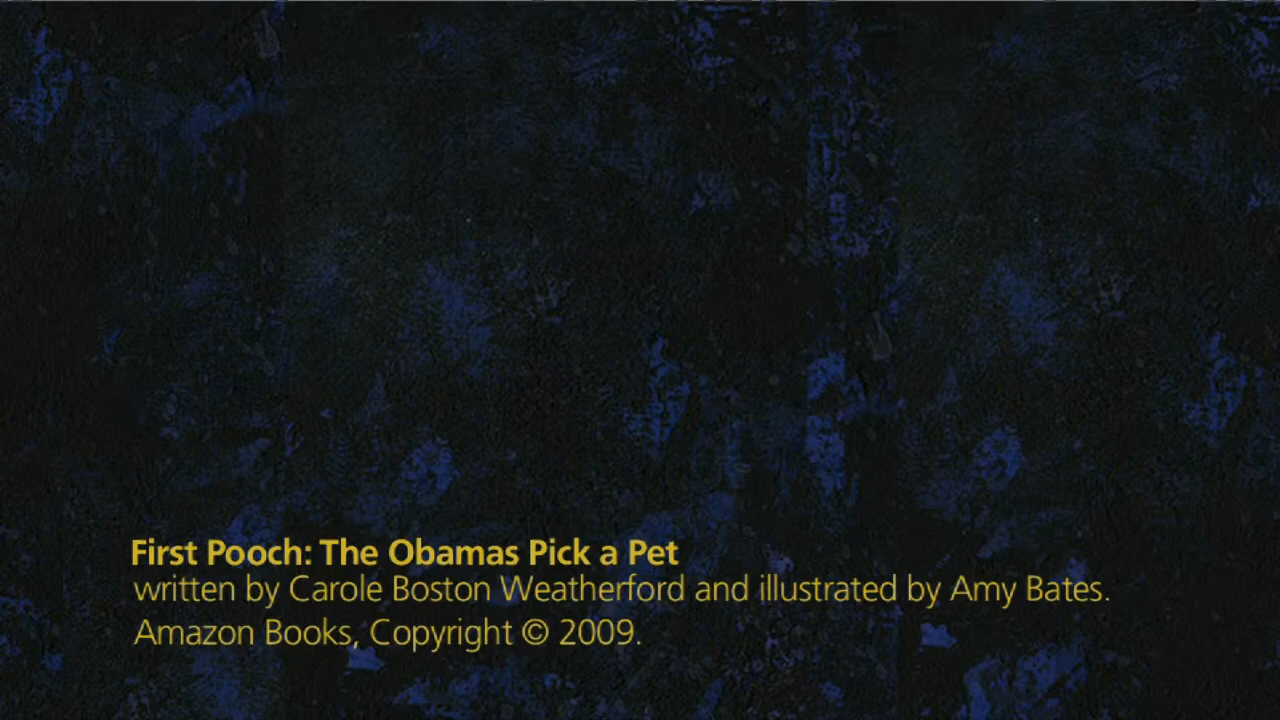 First Pooch: The Obamas Pick a Pet
written by Carole Boston Weatherford and illustrated by Amy Bates.
Amazon Books, Copyright © 2009.